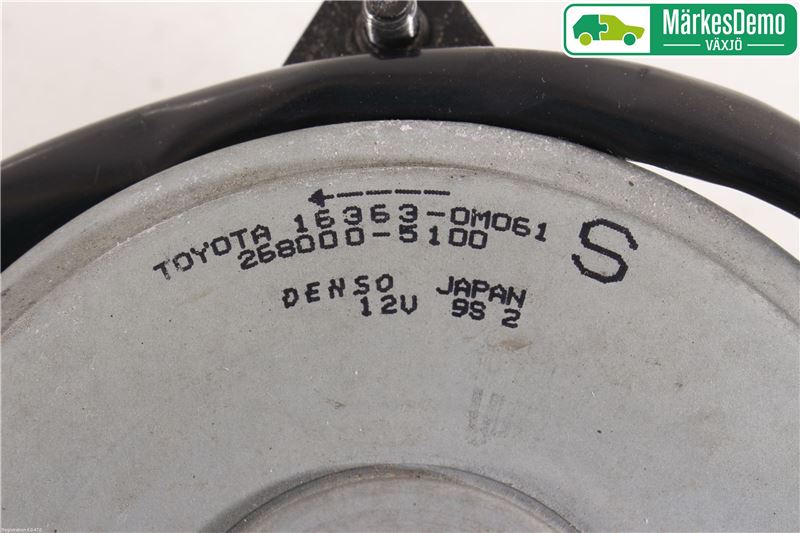 MärkesDemo
VÄXJÖ
TOYOTA 16363-0M061
268000-5100
S
DENSO JAPAN
12V 9S 2